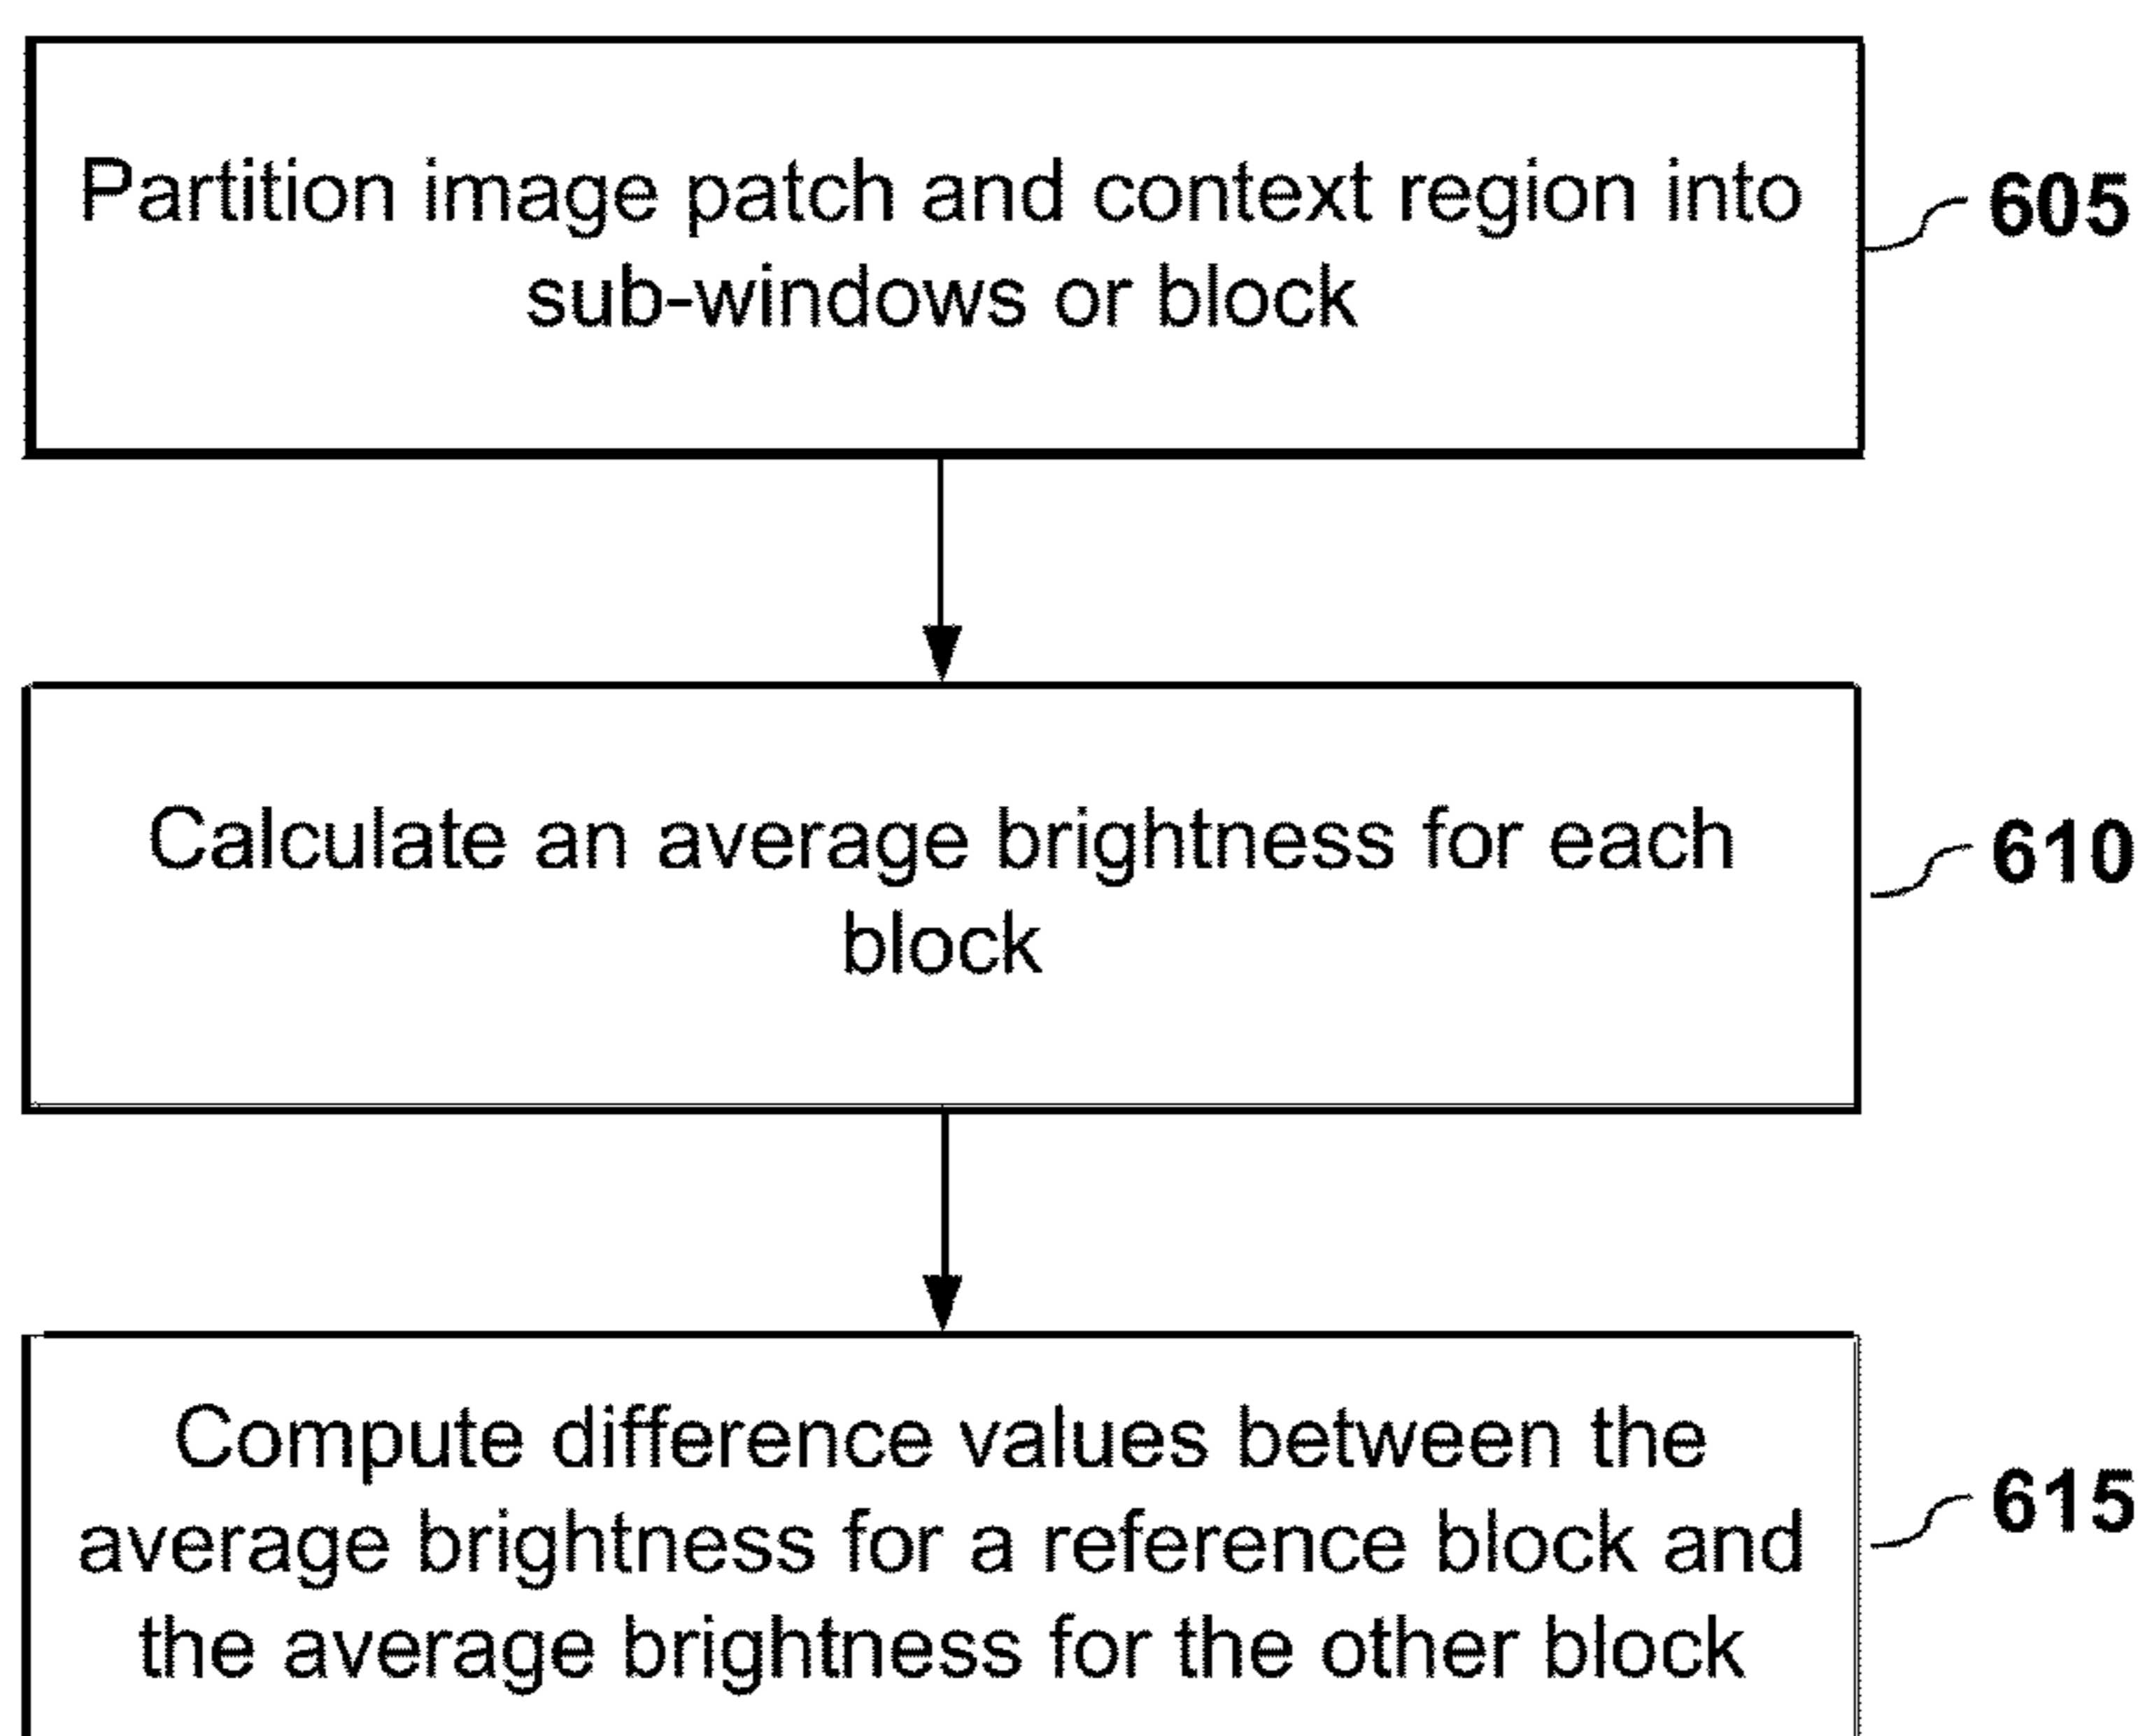 Partition image patch and context region into
sub-windows or block
605
Calculate an average brightness for each
block
610
Compute difference values between the
average brightness for a reference block and
the average brightness for the other block
615